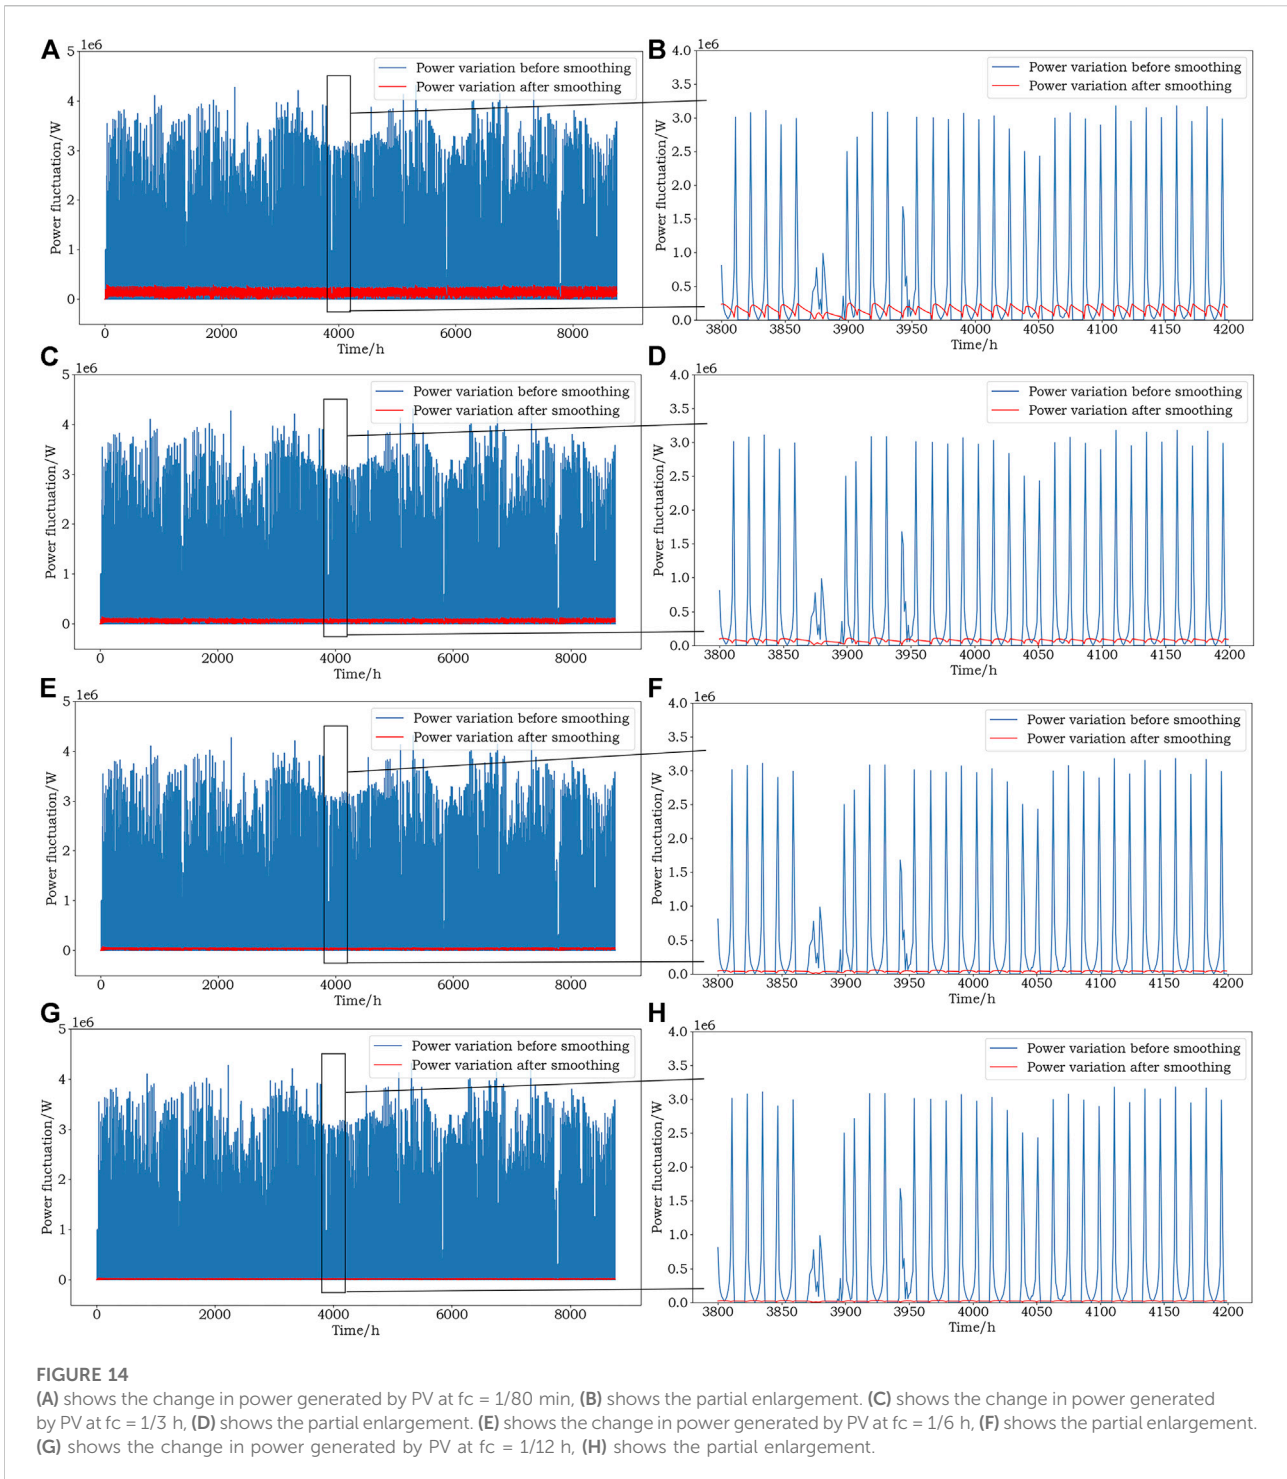 A
1e6
5
4
3
2
1
0
Power fluctuation/W
Power variation before smoothing
Power variation after smoothing
0 2000 4000 6000 8000
Time/h
B
4.0
1e6
3.5
3.0
2.5
2.0
1.5
1.0
0.5
0.0
Power fluctuation/W
Power variation before smoothing
Power variation after smoothing
3800 3850 3900 3950 4000 4050 4100 4150 4200
Time/h
C
1e6
5
4
3
2
1
0
Power fluctuation/W
Power variation before smoothing
Power variation after smoothing
0 2000 4000 6000 8000
Time/h
D
1e6
4.0
3.5
3.0
2.5
2.0
1.5
1.0
0.5
0.0
Power fluctuation/W
Power variation before smoothing
Power variation after smoothing
3800 3850 3900 3950 4000 4050 4100 4150 4200
Time/h
E
1e6
5
4
3
2
1
0
Power fluctuation/W
Power variation before smoothing
Power variation after smoothing
0 2000 4000 6000 8000
Time/h
F
1e6
4.0
3.5
3.0
2.5
2.0
1.5
1.0
0.5
0.0
Power fluctuation/W
Power variation before smoothing
Power variation after smoothing
3800 3850 3900 3950 4000 4050 4100 4150 4200
Time/h
G
1e6
5
4
3
2
1
0
Power fluctuation/W
Power variation before smoothing
Power variation after smoothing
0 2000 4000 6000 8000
Time/h
H
1e6
4.0
3.5
3.0
2.5
2.0
1.5
1.0
0.5
0.0
Power fluctuation/W
Power variation before smoothing
Power variation after smoothing
3800 3850 3900 3950 4000 4050 4100 4150 4200
Time/h
FIGURE 14
(A) shows the change in power generated by PV at fc = 1/80 min, (B) shows the partial enlargement. (C) shows the change in power generated
by PV at fc = 1/3 h, (D) shows the partial enlargement. (E) shows the change in power generated by PV at fc = 1/6 h, (F) shows the partial enlargement.
(G) shows the change in power generated by PV at fc = 1/12 h, (H) shows the partial enlargement.